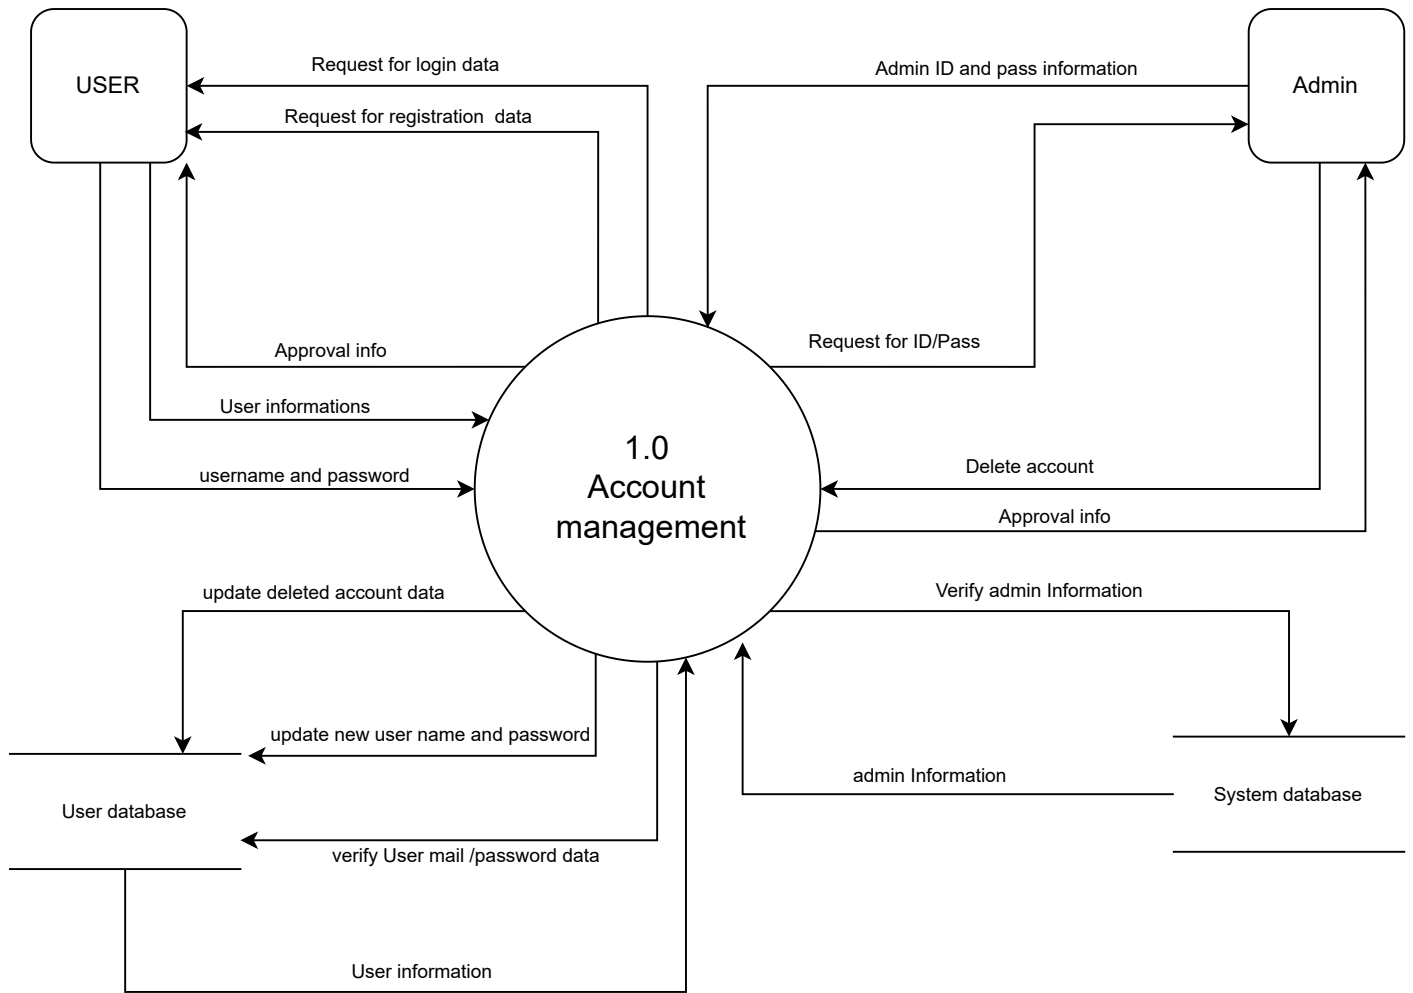 USER
Request for login data
Request for registration  data
Admin ID and pass information
Admin
Approval info
User informations
username and password
Request for ID/Pass
1.0
Account
management
Delete account
Approval info
update deleted account data
Verify admin Information
update new user name and password
admin Information
User database
System database
verify User mail /password data
User information